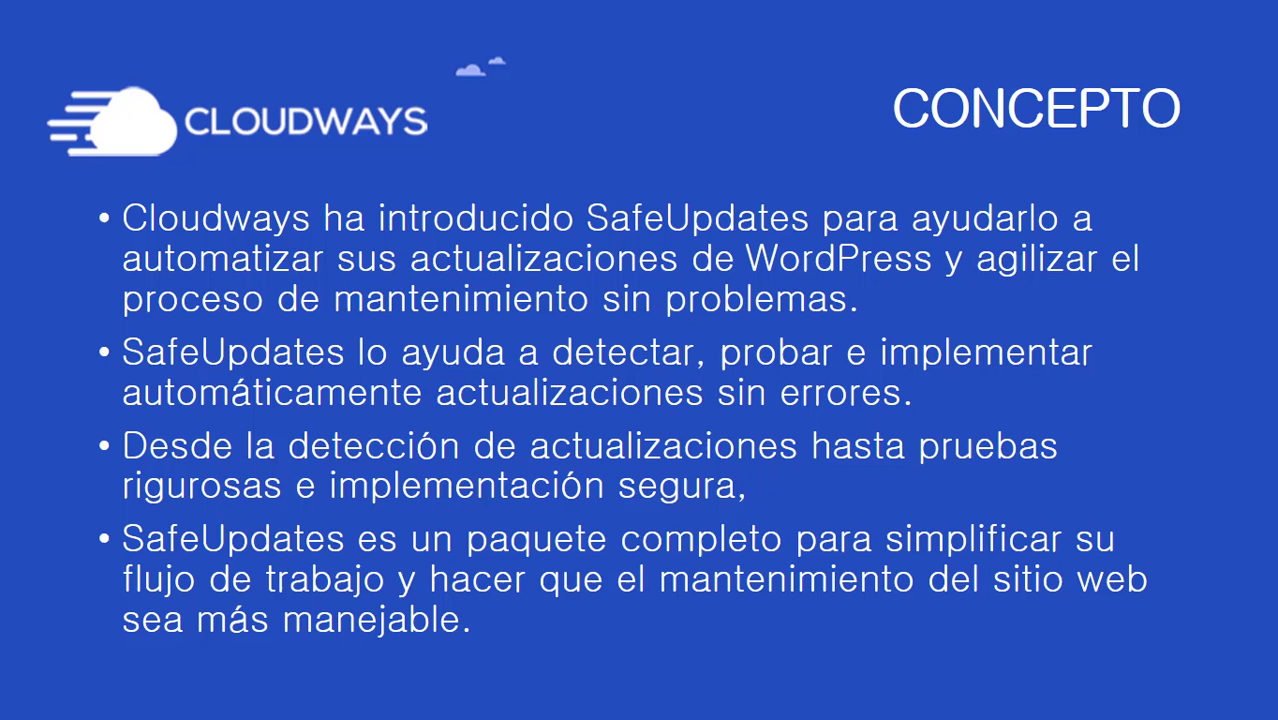 CLOUDWAYS
CONCEPTO
• Cloudways ha introducido SafeUpdates para ayudarlo a
automatizar sus actualizaciones de WordPress y agilizar el
proceso de mantenimiento sin problemas.
• SafeUpdates lo ayuda a detectar, probar e implementar
automáticamente actualizaciones sin errores.
• Desde la detección de actualizaciones hasta pruebas
rigurosas e implementación segura,
• SafeUpdates es un paquete completo para simplificar su
flujo de trabajo y hacer que el mantenimiento del sitio web
sea más manejable.